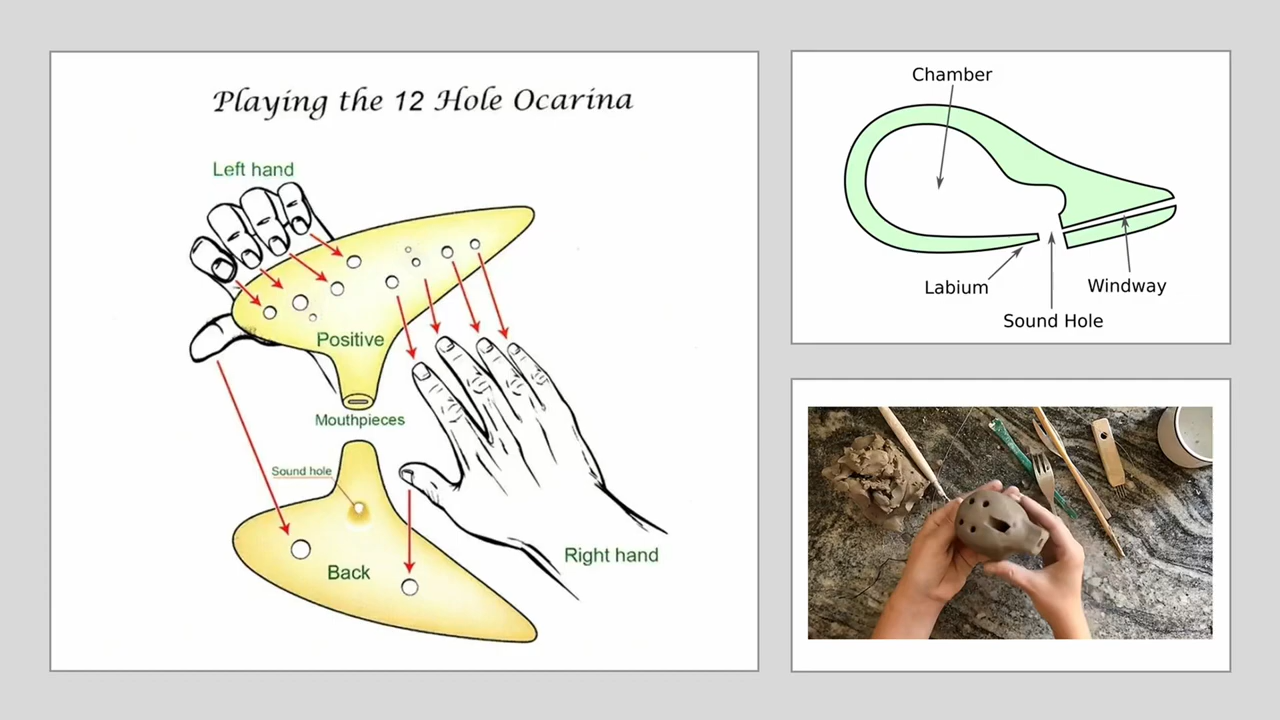 Playing the 12 Hole Ocarina
Left hand
Positive
Mouthpieces
Sound hole
Back
Right hand
Chamber
Labium
Windway
Sound Hole